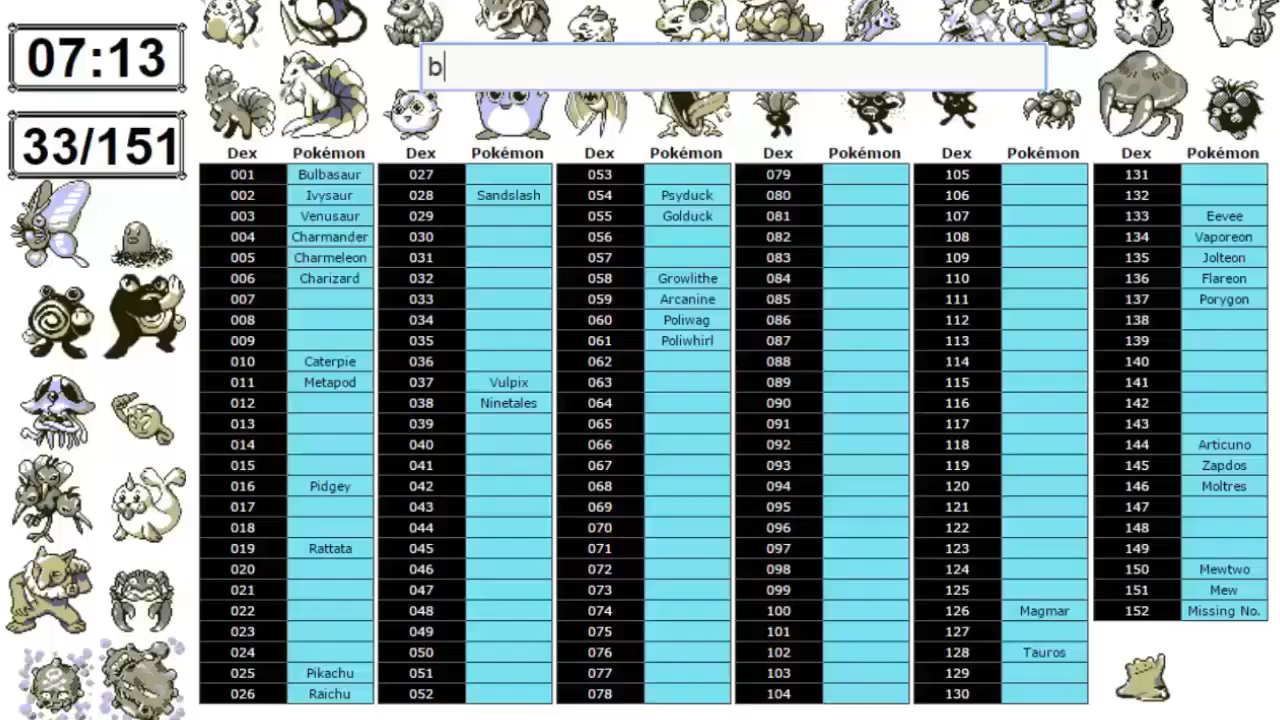 07:13
b
33/151
Dex Pokémon Dex Pokémon Dex Pokémon Dex Pokémon Dex Pokémon Dex Pokémon
001 Bulbasaur 027 053 079 105 131
002 Ivysaur 028 Sandslash 054 Psyduck 080 106 132
003 Venusaur 029 055 Golduck 081 107 133 Eevee
004 Charmander 030 056 082 108 134 Vaporeon
005 Charmeleon 031 057 083 109 135 Jolteon
006 Charizard 032 058 Growlithe 084 110 136 Flareon
007 033 059 Arcanine 085 111 137 Porygon
008 034 060 Poliwag 086 112 138
009 035 061 Poliwhirl 087 113 139
010 Caterpie 036 062 088 114 140
011 Metapod 037 Vulpix 063 089 115 141
012 038 Ninetales 064 090 116 142
013 039 065 091 117 143
014 040 066 092 118 144 Articuno
015 041 067 093 119 145 Zapdos
016 Pidgey 042 068 094 120 146 Moltres
017 043 069 095 121 147
018 044 070 096 122 148
019 Rattata 045 071 097 123 149
020 046 072 098 124 150 Mewtwo
021 047 073 099 125 151 Mew
022 048 074 100 126 Magmar 152 Missing No.
023 049 075 101 127
024 050 076 102 128 Tauros
025 Pikachu 051 077 103 129
026 Raichu 052 078 104 130